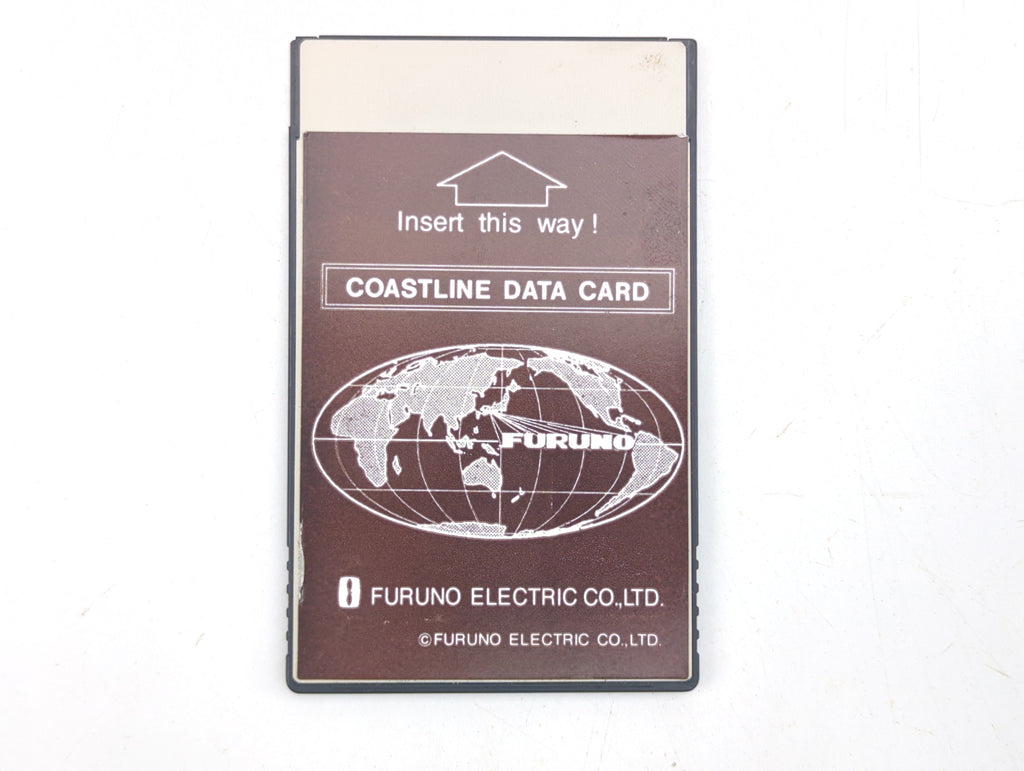 Insert this way !
COASTLINE DATA CARD
FURUNO
FURUNO ELECTRIC CO.,LTD.
©FURUNO ELECTRIC CO.,LTD.